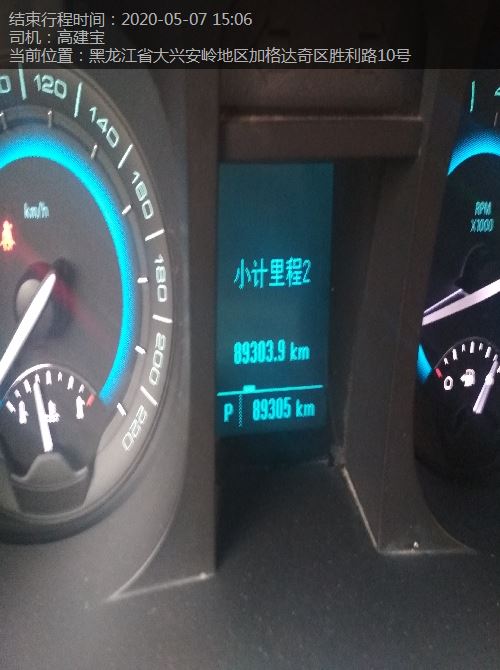 结束行程时间：2020-05-07 15:06
司机：高建宝
当前位置：黑龙江省大兴安岭地区加格达奇区胜利路10号
120
140
160
180
200
220
km/h
小计里程2
89303.9 km
P 89305 km
RPM
X1000
0